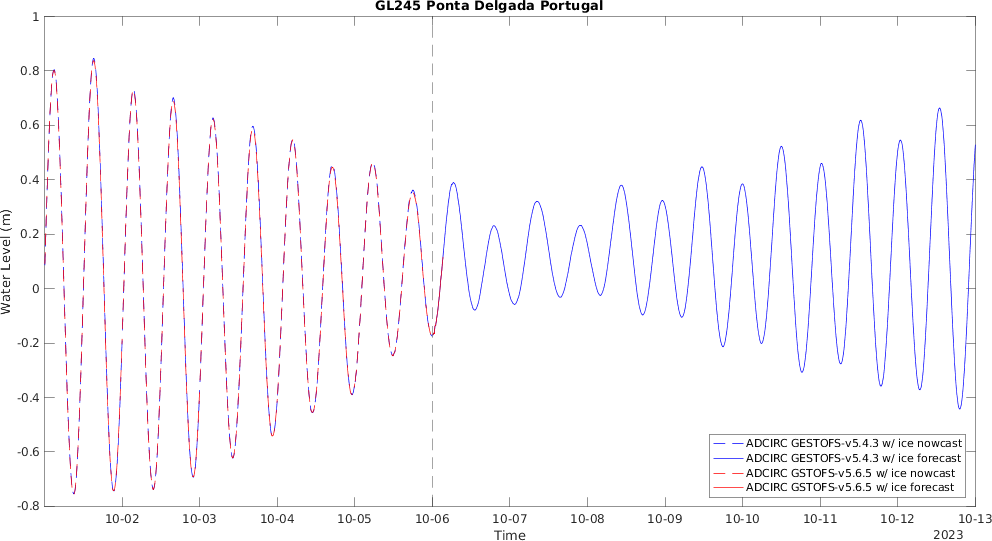 GL245 Ponta Delgada Portugal
1
0.8
0.6
0.4
0.2
0
-0.2
-0.4
-0.6
-0.8
Water Level (m)
10-02 10-03 10-04 10-05 10-06 10-07 10-08 10-09 10-10 10-11 10-12 10-13
Time
2023
ADCIRC GESTOFS-v5.4.3 w/ ice nowcast
ADCIRC GESTOFS-v5.4.3 w/ ice forecast
ADCIRC GSTOFS-v5.6.5 w/ ice nowcast
ADCIRC GSTOFS-v5.6.5 w/ ice forecast